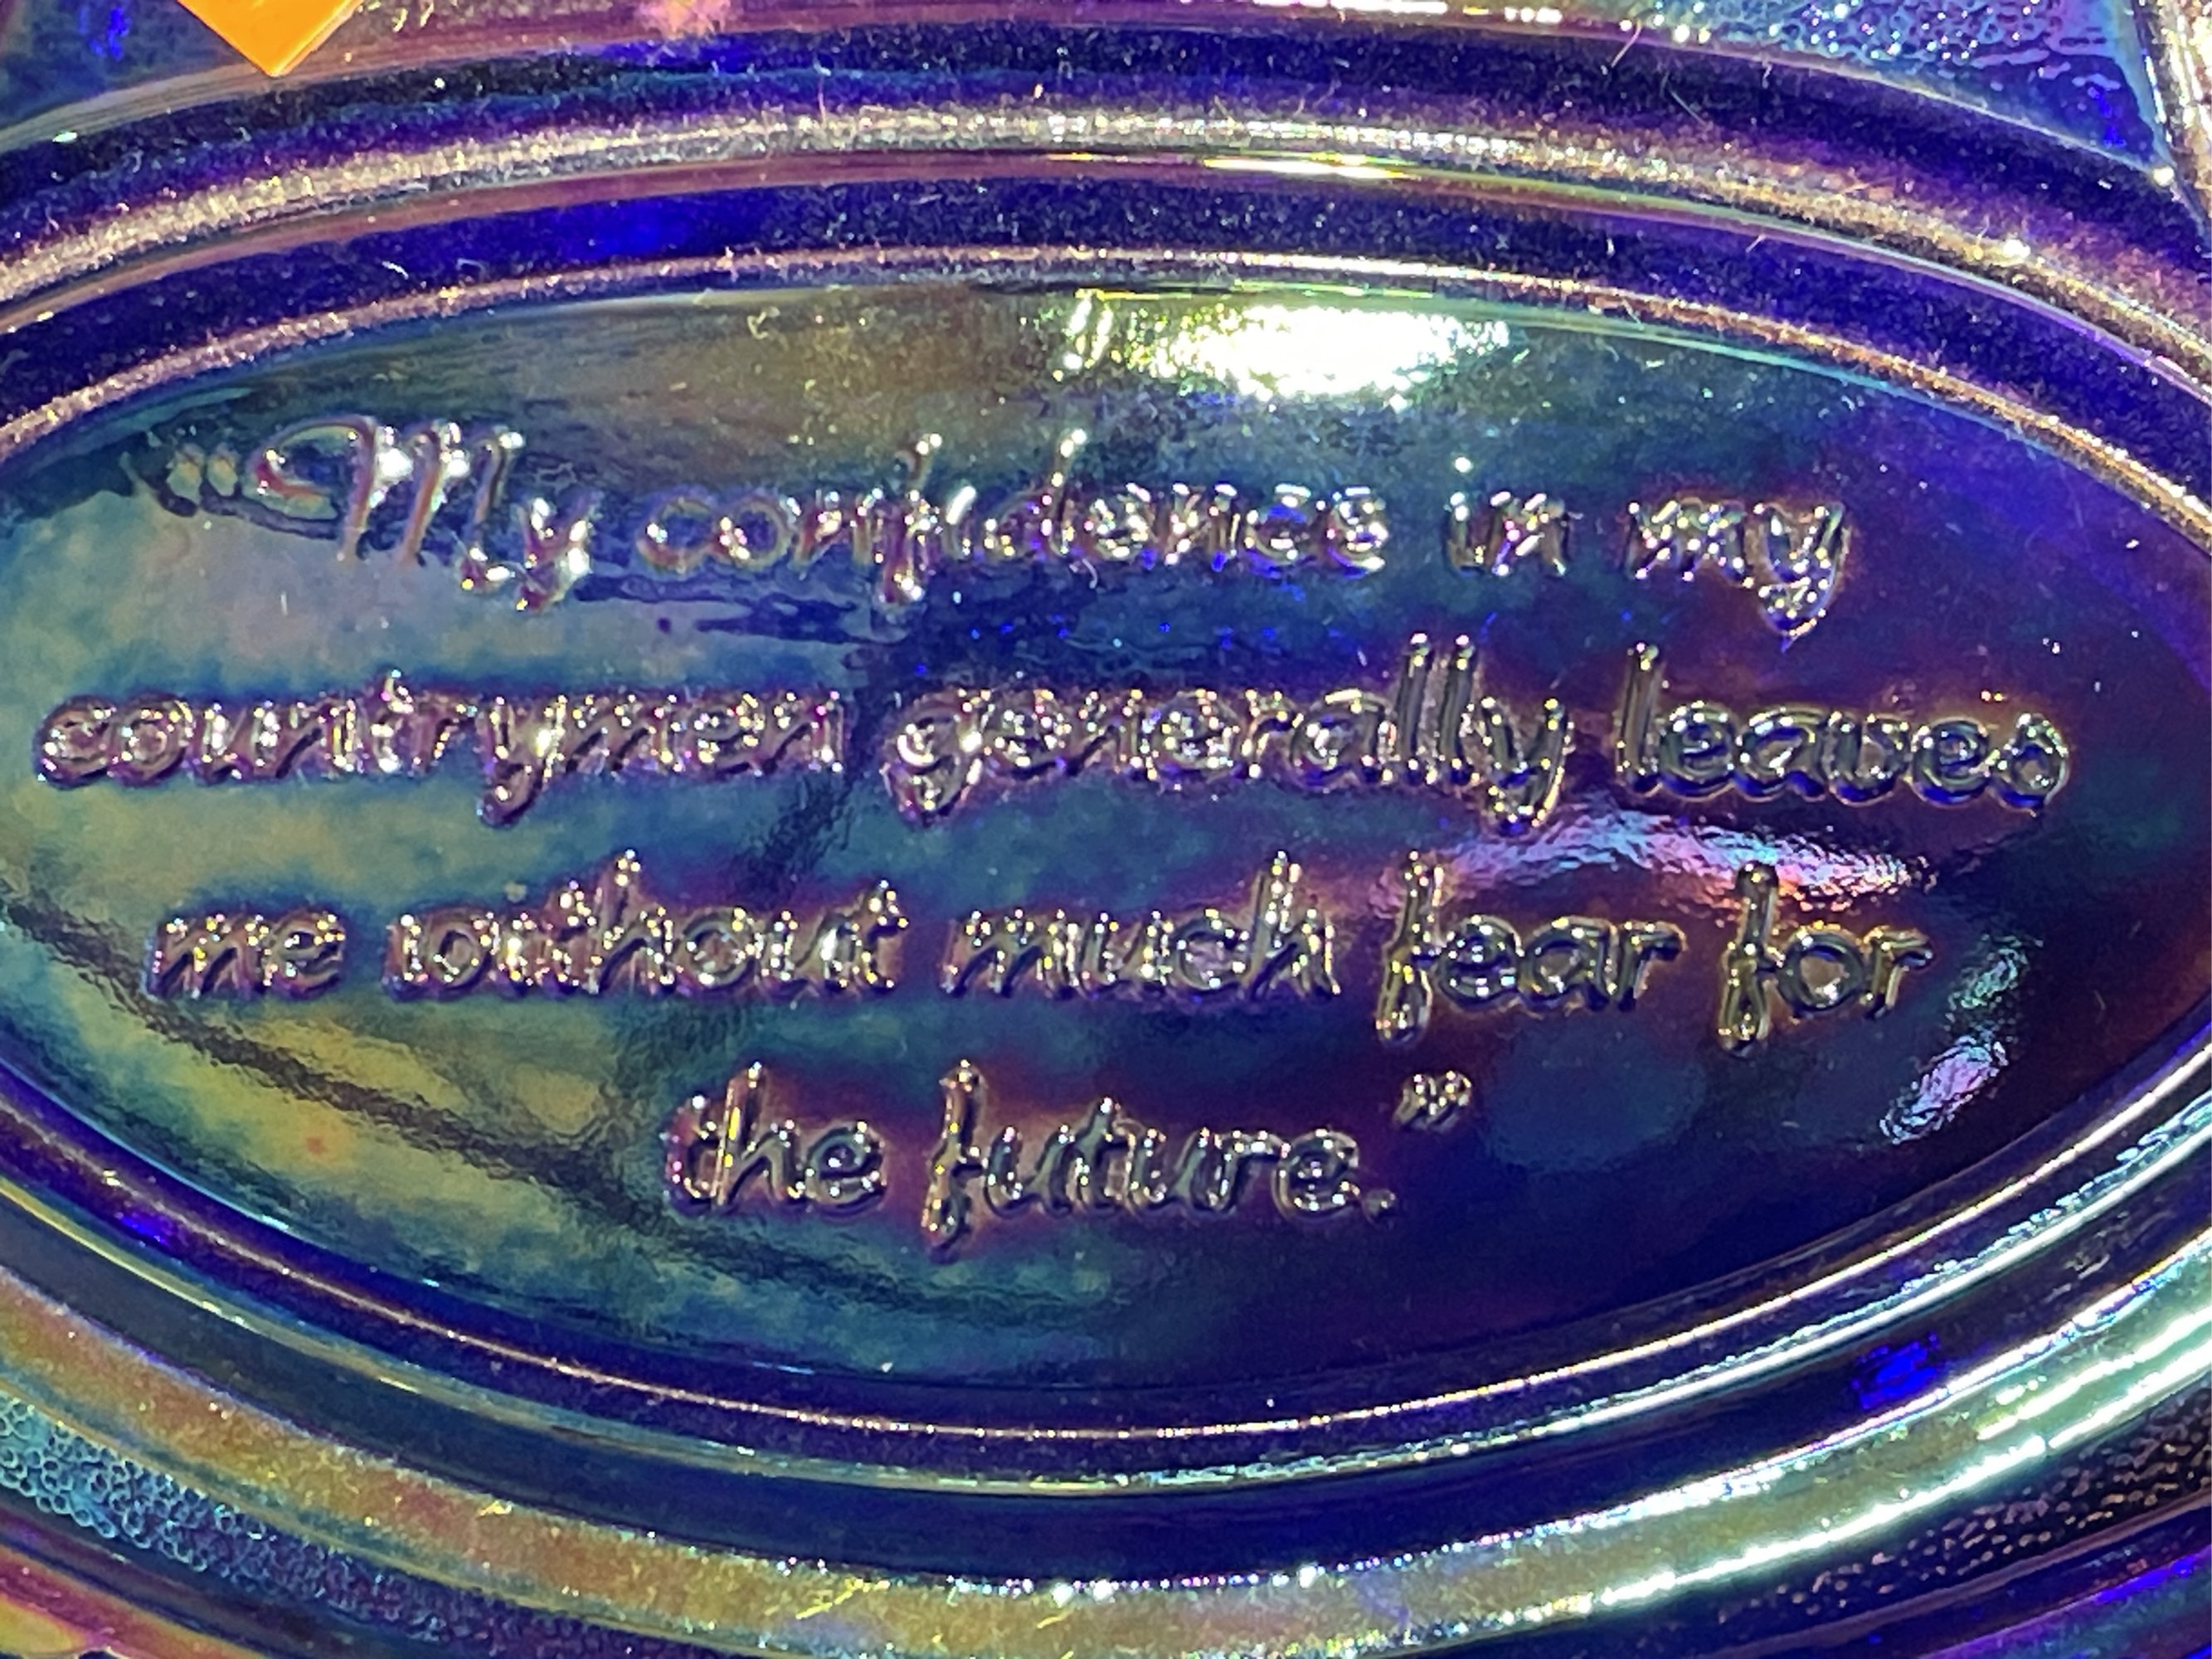 "My confidence in my
countrymen generally leaves
me without much fear for
the future."